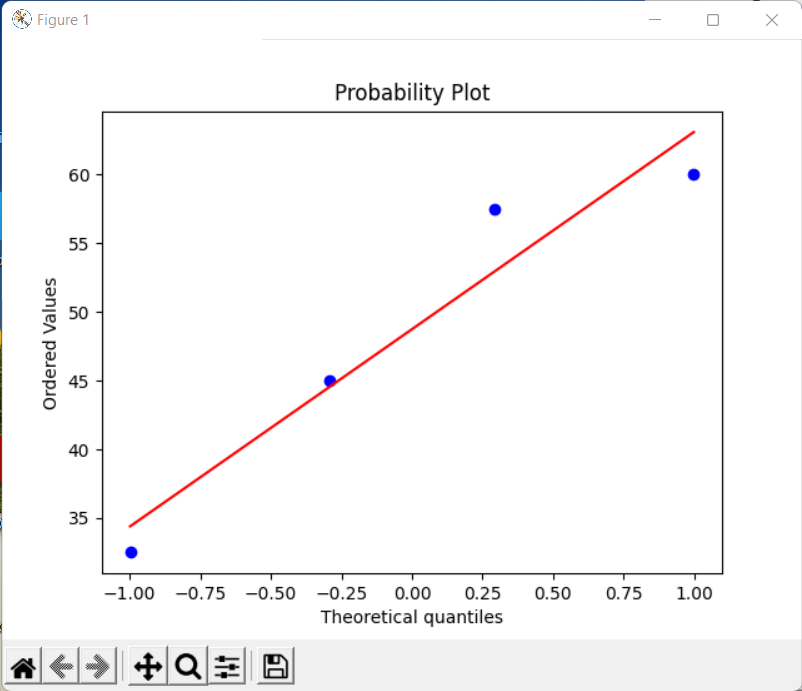 Figure 1
Probability Plot
60
55
50
45
40
35
Ordered Values
−1.00 −0.75 −0.50 −0.25 0.00 0.25 0.50 0.75 1.00
Theoretical quantiles